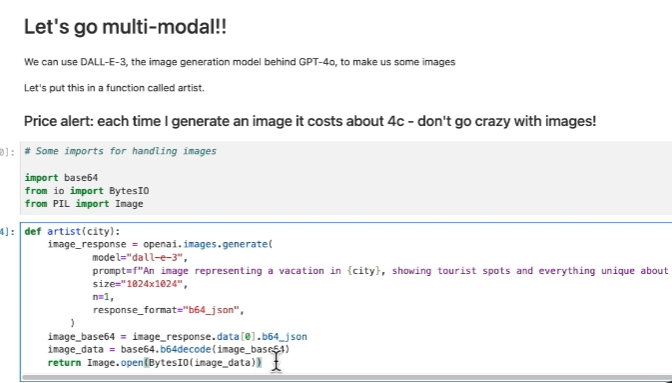 Let's go multi-modal!!
We can use DALL-E-3, the image generation model behind GPT-4o, to make us some images
Let's put this in a function called artist.
Price alert: each time I generate an image it costs about 4c - don't go crazy with images!
0]: # Some imports for handling images
import base64
from io import BytesIO
from PIL import Image
4]: def artist(city):
image_response = openai.images.generate(
model="dall-e-3",
prompt=f"An image representing a vacation in {city}, showing tourist spots and everything unique about
size="1024x1024",
n=1,
response_format="b64_json",
)
image_base64 = image_response.data[0].b64_json
image_data = base64.b64decode(image_base64)
return Image.open(BytesIO(image_data))